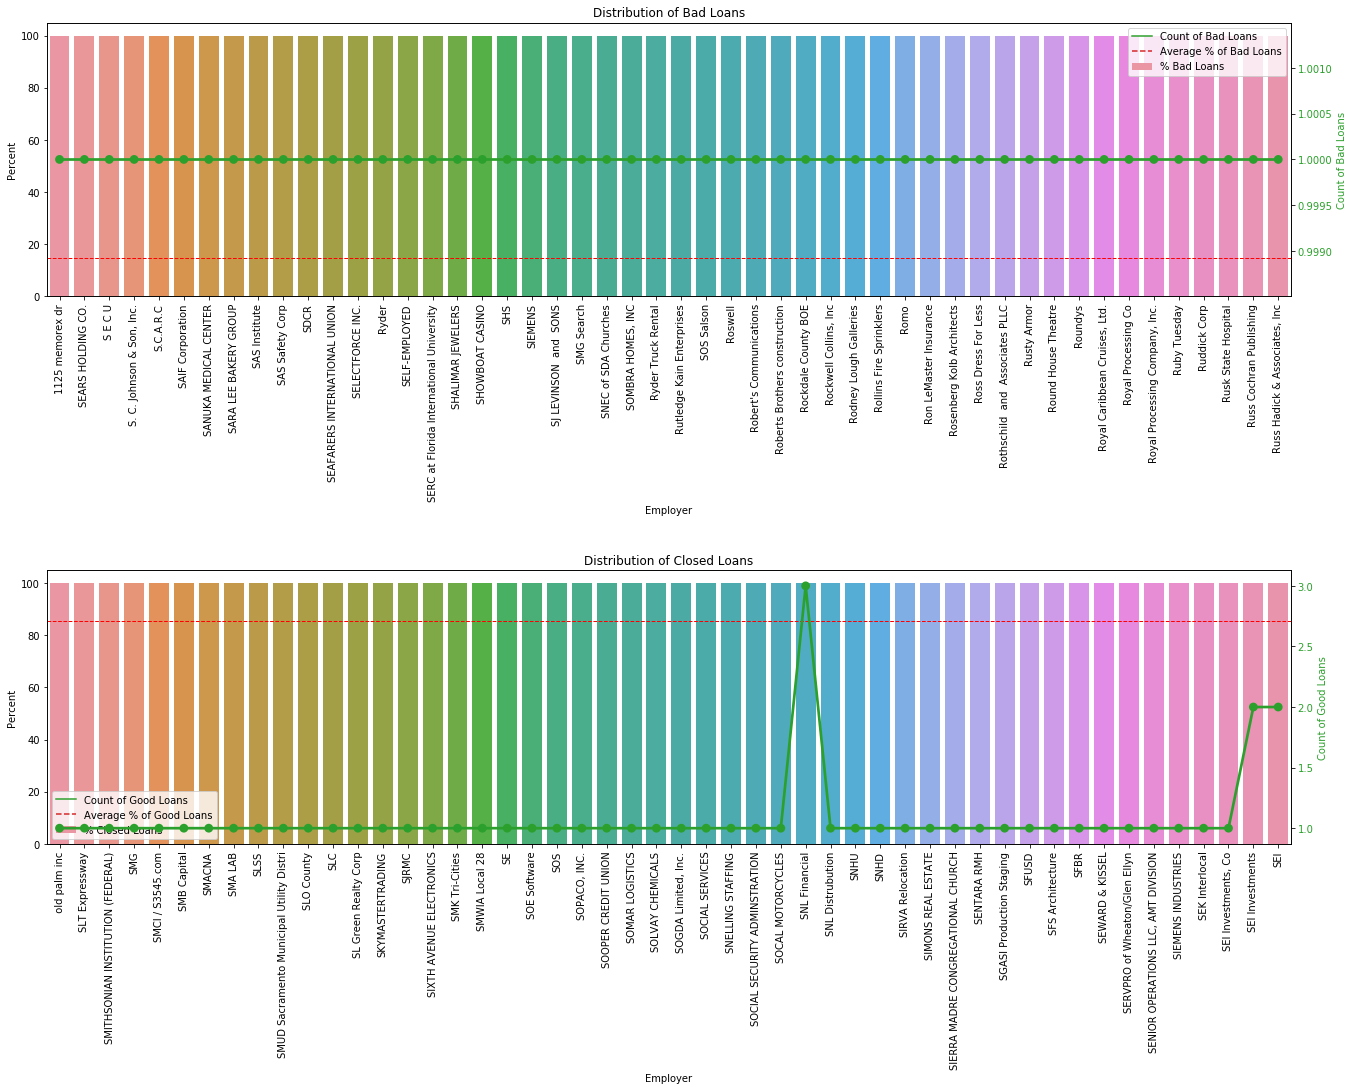 Distribution of Bad Loans
Count of Bad Loans
Average % of Bad Loans
% Bad Loans
Percent
100
80
60
40
20
0
1.0010
1.0005
1.0000
0.9995
0.9990
Count of Bad Loans
1125 memorex dr
SEARS HOLDING CO.
S E C U
S. C. Johnson & Son, Inc.
S.C.A.R.C
SAIF Corporation
SANUKA MEDICAL CENTER
SARA LEE BAKERY GROUP
SAS Institute
SAS Safety Corp
SDCR
SEAFARERS INTERNATIONAL UNION
SELECTFORCE INC.
Ryder
SELF-EMPLOYED
SERC at Florida International University
SHALIMAR JEWELERS
SHOWBOAT CASINO
SHS
SIEMENS
SJ LEVINSON and SONS
SMG Search
SNEC of SDA Churches
SOMBRA HOMES, INC
Ryder Truck Rental
Rutledge Kain Enterprises
SOS Salson
Roswell
Robert's Communications
Roberts Brothers construction
Rockdale County BOE
Rockwell Collins, Inc
Rodney Lough Galleries
Rollins Fire Sprinklers
Romo
Ron LeMaster Insurance
Rosenberg Kolb Architects
Ross Dress For Less
Rothschild and Associates PLLC
Rusty Armor
Round House Theatre
Roundys
Royal Caribbean Cruises, Ltd.
Royal Processing Co
Royal Processing Company, Inc.
Ruby Tuesday
Ruddick Corp
Rusk State Hospital
Russ Cochran Publishing
Russ Hadick & Associates, Inc
Employer
Distribution of Closed Loans
Percent
100
80
60
40
20
0
3.0
2.5
2.0
1.5
1.0
Count of Good Loans
Count of Good Loans
Average % of Good Loans
% Closed Loans
old palm inc
SLT Expressway
SMITHSONIAN INSTITUTION (FEDERAL)
SMG
SMCI / S3545.com
SMB Capital
SMACNA
SMA LAB
SLSS
SMUD Sacramento Municipal Utility Distri
SLO County
SLC
SL Green Realty Corp
SKYMASTERTRADING
SJRMC
SIXTH AVENUE ELECTRONICS
SMK Tri-Cities
SMWIA Local 28
SE
SOE Software
SOS
SOPACO, INC.
SOOPER CREDIT UNION
SOMAR LOGISTICS
SOLVAY CHEMICALS
SOGDA Limited, Inc.
SOCIAL SERVICES
SNELLING STAFFING
SOCIAL SECURITY ADMINSTRATION
SOCAL MOTORCYCLES
SNL Financial
SNL Distrubution
SNHU
SNHD
SIRVA Relocation
SIMONS REAL ESTATE
SIERRA MADRE CONGREGATIONAL CHURCH
SENTARA RMH
SGASI Production Staging
SFUSD
SFS Architecture
SFBR
SEWARD & KISSEL
SERVPRO of Wheaton/Glen Ellyn
SENIOR OPERATIONS LLC, AMT DIVISION
SIEMENS INDUSTRIES
SEK Interlocal
SEI Investments, Co
SEI Investments
SEI
Employer